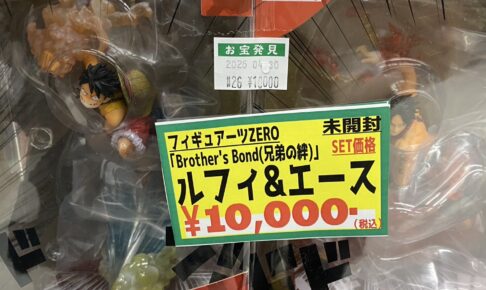 お宝発見
2025 04.30
#26 ¥10000
フィギュアーツZERO
未開封
「Brother's Bond(兄弟の絆)」
SET価格
ルフィ&エース
¥10,000-
(税込)
ド